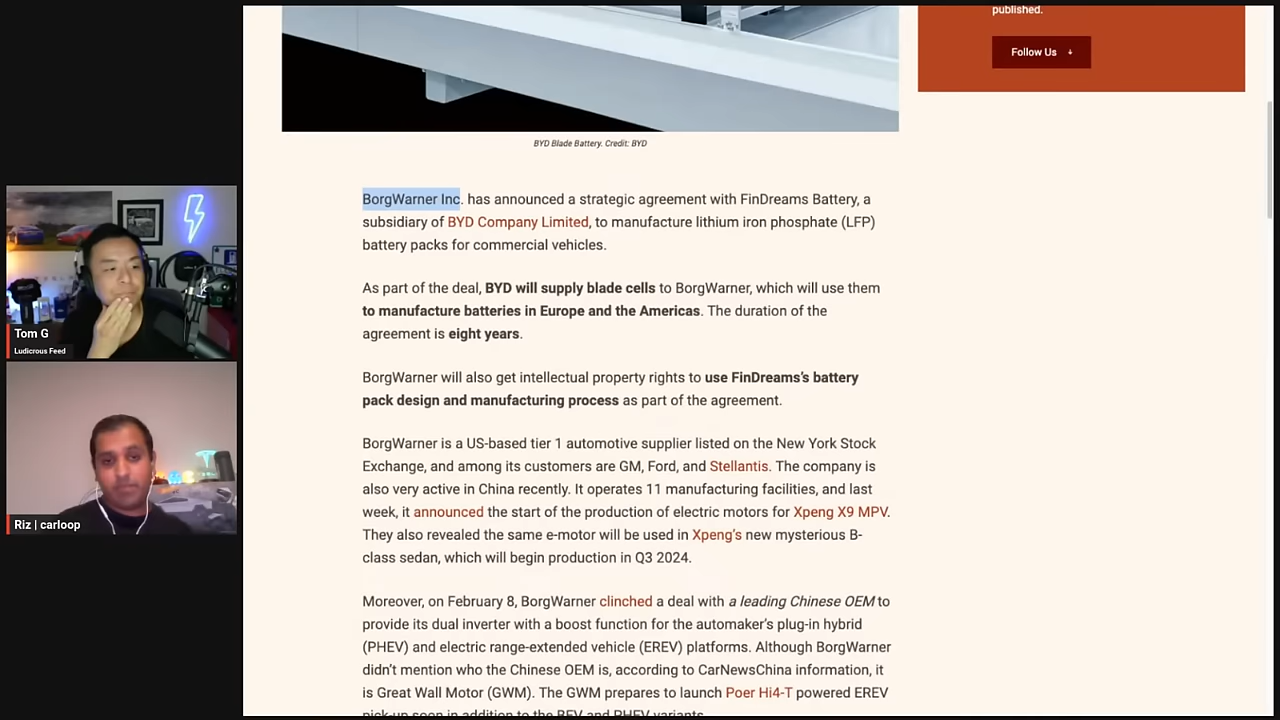 published.
Follow Us +
BYD Blade Battery. Credit: BYD
BorgWarner Inc. has announced a strategic agreement with FinDreams Battery, a
subsidiary of BYD Company Limited, to manufacture lithium iron phosphate (LFP)
battery packs for commercial vehicles.
As part of the deal, BYD will supply blade cells to BorgWarner, which will use them
to manufacture batteries in Europe and the Americas. The duration of the
agreement is eight years.
BorgWarner will also get intellectual property rights to use FinDreams's battery
pack design and manufacturing process as part of the agreement.
BorgWarner is a US-based tier 1 automotive supplier listed on the New York Stock
Exchange, and among its customers are GM, Ford, and Stellantis. The company is
also very active in China recently. It operates 11 manufacturing facilities, and last
week, it announced the start of the production of electric motors for Xpeng X9 MPV.
They also revealed the same e-motor will be used in Xpeng's new mysterious B-
class sedan, which will begin production in Q3 2024.
Moreover, on February 8, BorgWarner clinched a deal with a leading Chinese OEM to
provide its dual inverter with a boost function for the automaker's plug-in hybrid
(PHEV) and electric range-extended vehicle (EREV) platforms. Although BorgWarner
didn't mention who the Chinese OEM is, according to CarNewsChina information, it
is Great Wall Motor (GWM). The GWM prepares to launch Poer Hi4-T powered EREV
pick-up soon in addition to the BEV and PHEV variants.
Tom G
Ludicrous Feed
Riz | carloop